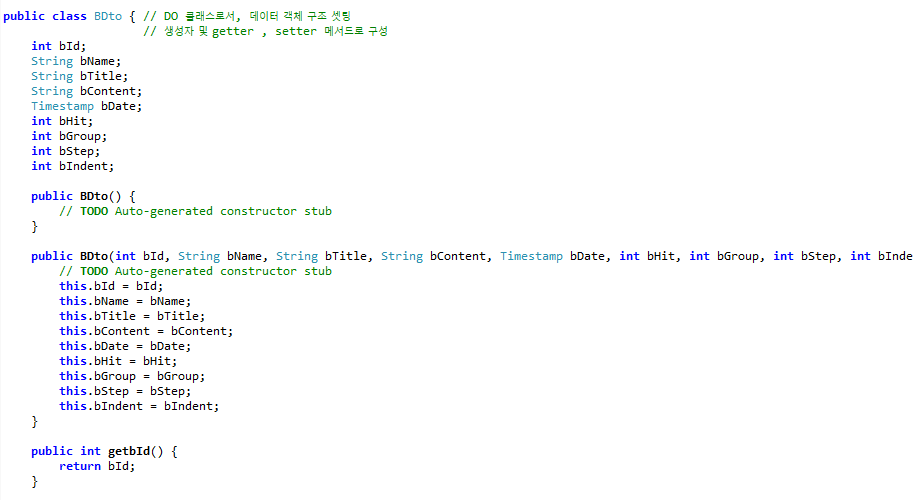 public class BDto { // DO 클래스로서, 데이터 객체 구조 셋팅
// 생성자 및 getter , setter 메서드로 구성
int bId;
String bName;
String bTitle;
String bContent;
Timestamp bDate;
int bHit;
int bGroup;
int bStep;
int bIndent;
public BDto() {
// TODO Auto-generated constructor stub
}
public BDto(int bId, String bName, String bTitle, String bContent, Timestamp bDate, int bHit, int bGroup, int bStep, int bInde
// TODO Auto-generated constructor stub
this.bId = bId;
this.bName = bName;
this.bTitle = bTitle;
this.bContent = bContent;
this.bDate = bDate;
this.bHit = bHit;
this.bGroup = bGroup;
this.bStep = bStep;
this.bIndent = bIndent;
}
public int getbId() {
return bId;
}